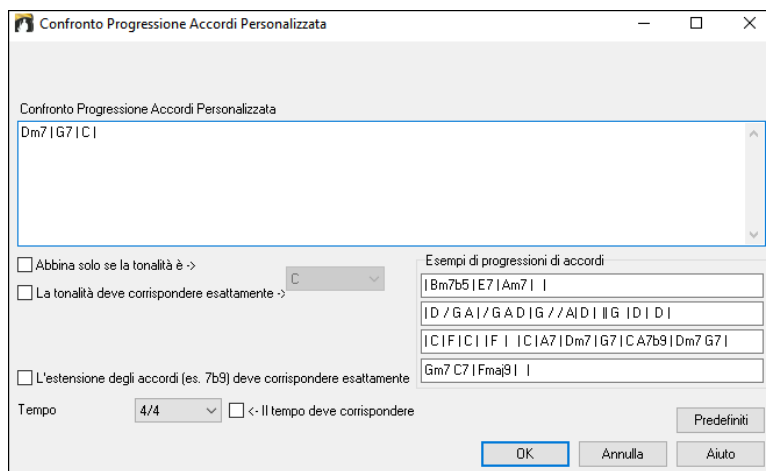 Confronto Progressione Accordi Personalizzata
Confronto Progressione Accordi Personalizzata
Dm7 | G7 | C |
Abbina solo se la tonalità è ->
C
La tonalità deve corrispondere esattamente ->
L'estensione degli accordi (es. 7b9) deve corrispondere esattamente
Tempo
4/4
<- Il tempo deve corrispondere
Esempi di progressioni di accordi
| Bm7b5 | E7 | Am7 | |
| D / G A | / G A D | G / / A | D | || G | D | D |
| C | F | C | | F | | C | A7 | Dm7 | G7 | C A7b9 | Dm7 G7 |
Gm7 C7 | Fmaj9 | |
Predefiniti
OK
Annulla
Aiuto